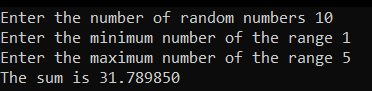 Enter the number of random numbers 10
Enter the minimum number of the range 1
Enter the maximum number of the range 5
The sum is 31.789850